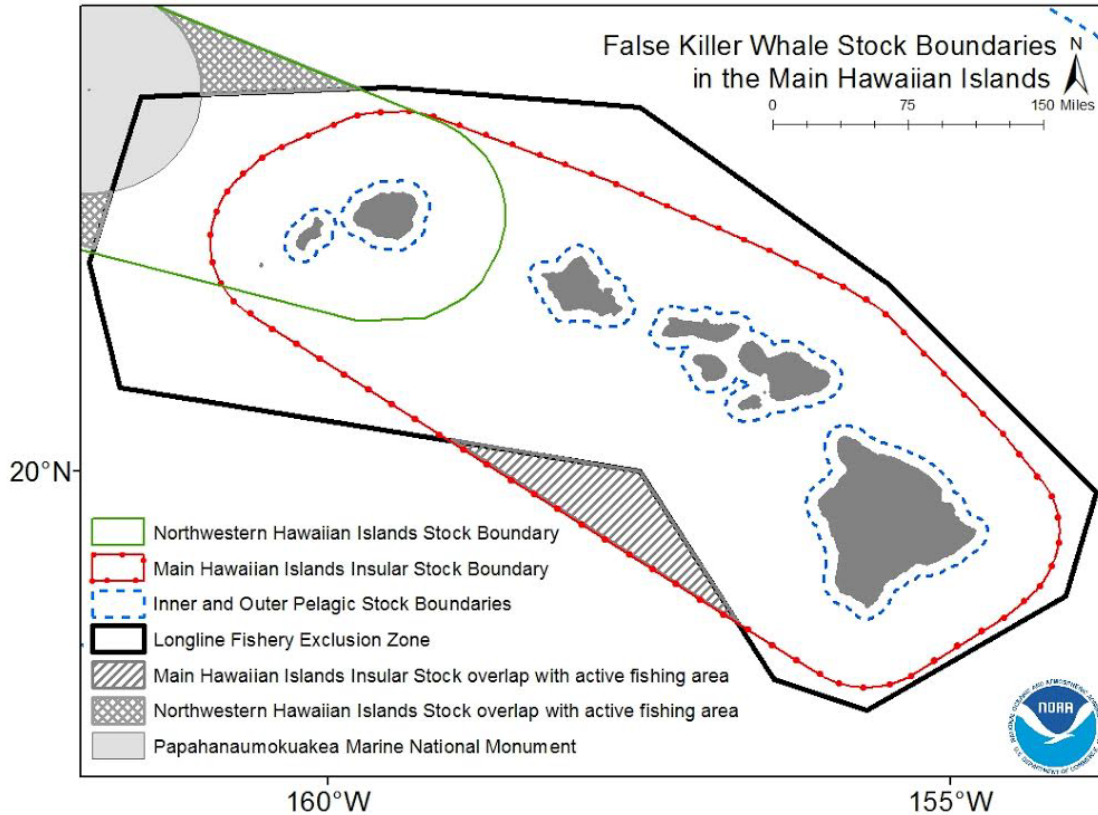 False Killer Whale Stock Boundaries
in the Main Hawaiian Islands
N
0 75 150 Miles
20°N
Northwestern Hawaiian Islands Stock Boundary
Main Hawaiian Islands Insular Stock Boundary
Inner and Outer Pelagic Stock Boundaries
Longline Fishery Exclusion Zone
Main Hawaiian Islands Insular Stock overlap with active fishing area
Northwestern Hawaiian Islands Stock overlap with active fishing area
Papahanaumokuakea Marine National Monument
NOAA
160°W 155°W